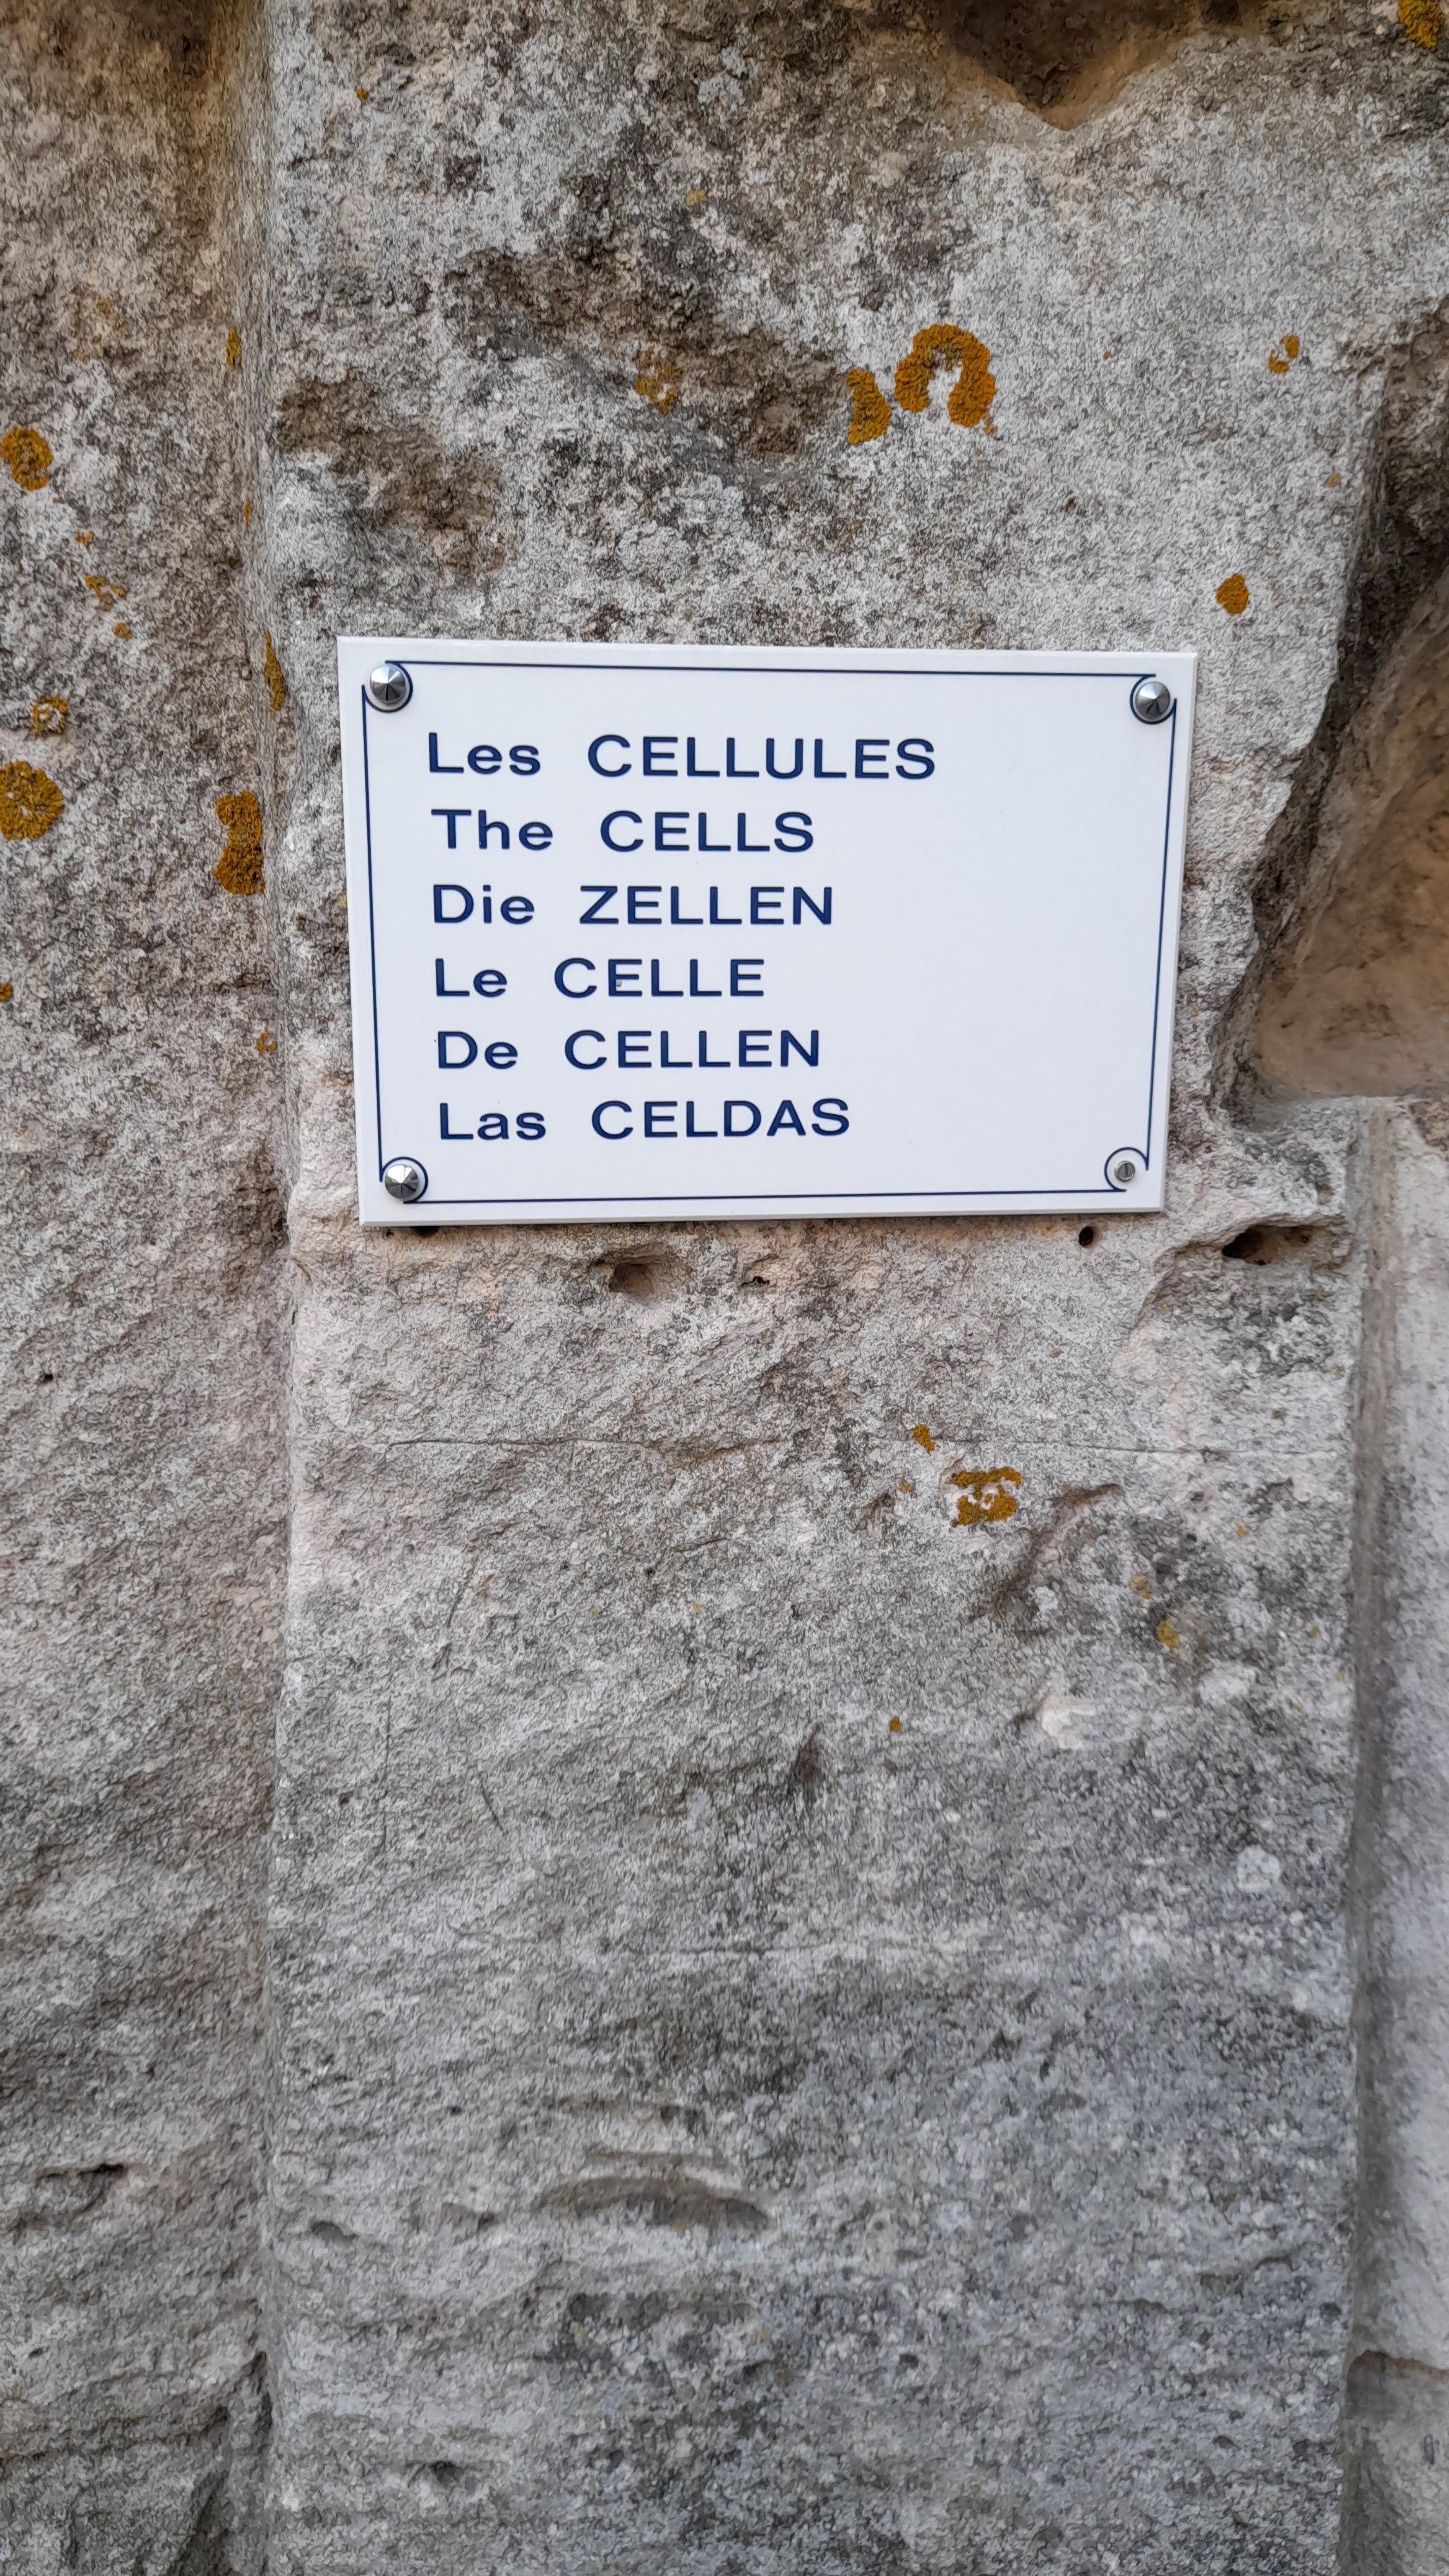 Les CELLULES
The CELLS
Die ZELLEN
Le CELLE
De CELLEN
Las CELDAS